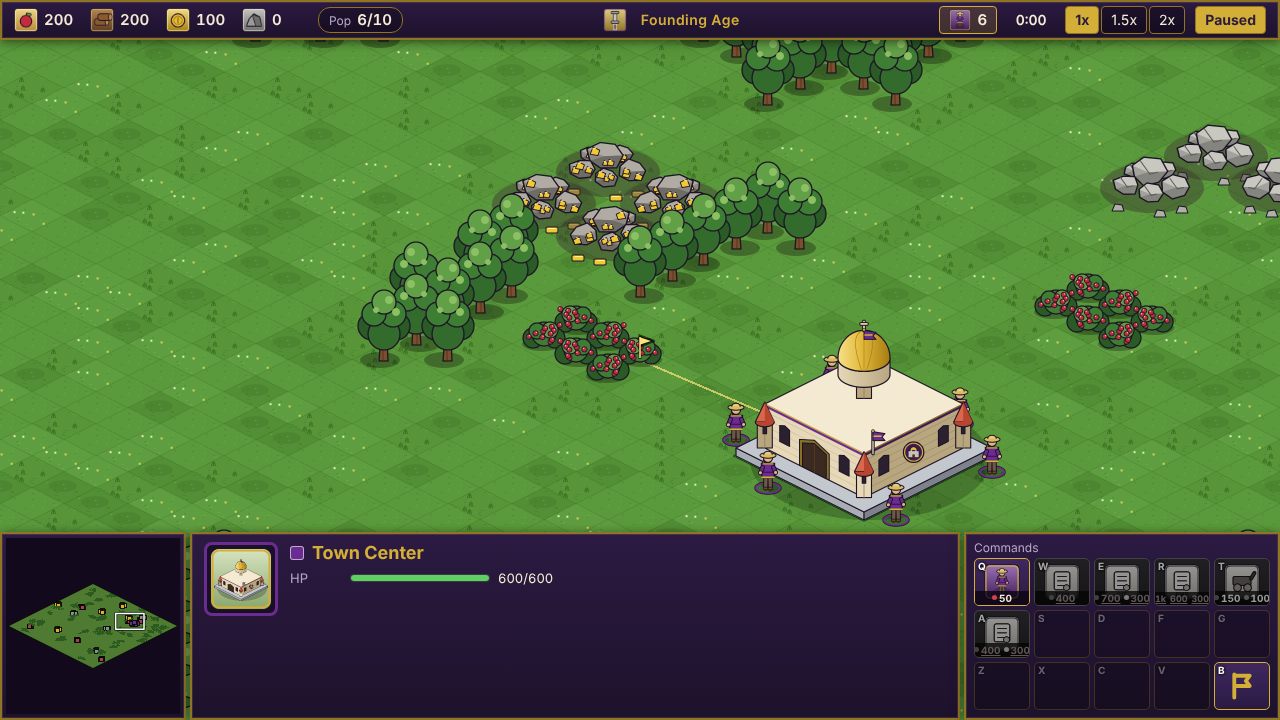 200
200
100
0
Pop 6/10
Founding Age
6
0:00
1x
1.5x
2x
Paused
Town Center
HP
600/600
Commands
Q
50
W
400
E
700 300
R
1k 600 300
T
150 100
A
400 300
S
D
F
G
Z
X
C
V
B